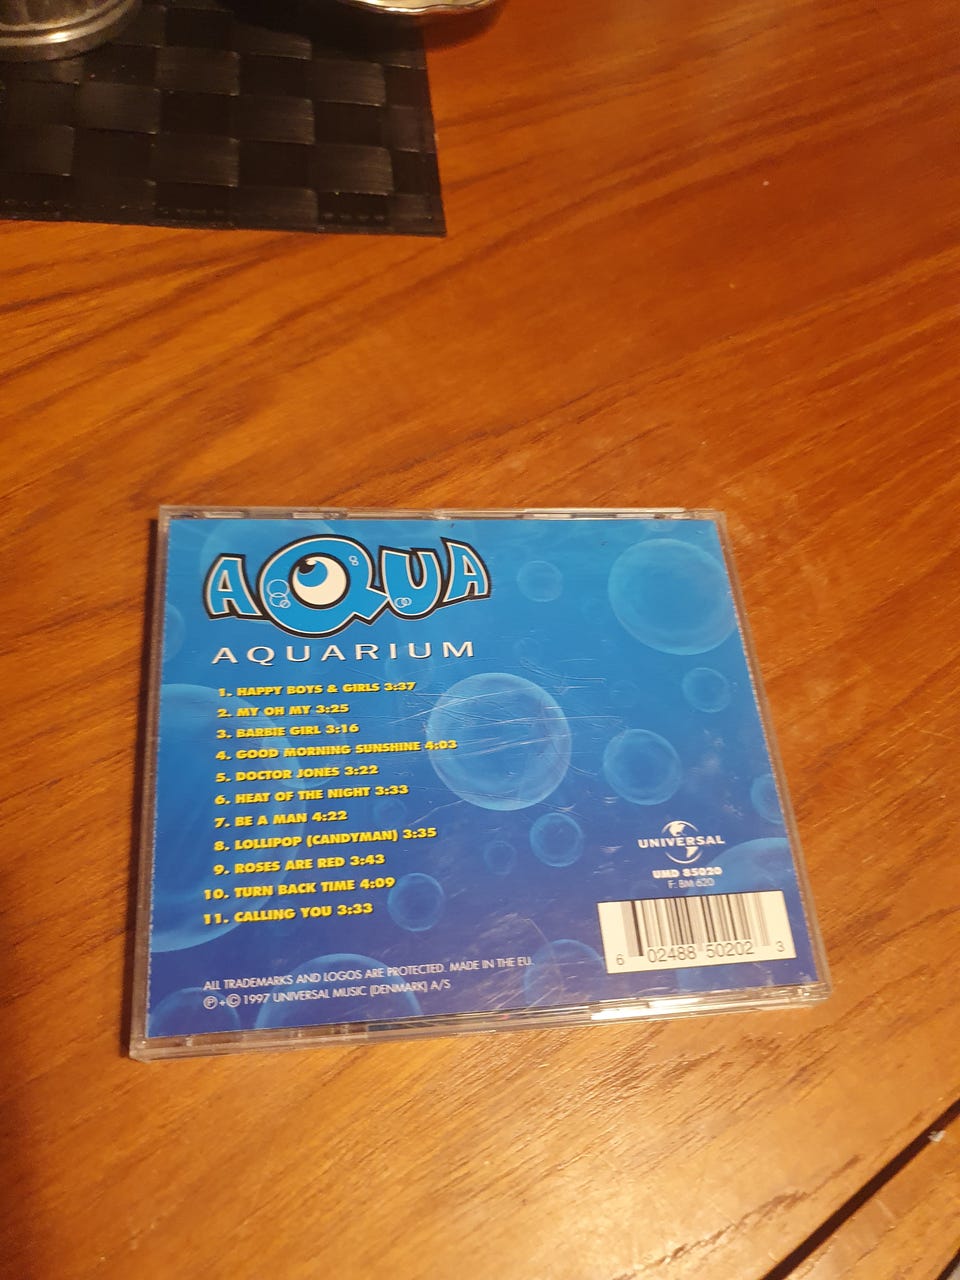 AQUA
AQUARIUM
1. HAPPY BOYS & GIRLS 3:37
2. MY OH MY 3:25
3. BARBIE GIRL 3:16
4. GOOD MORNING SUNSHINE 4:03
5. DOCTOR JONES 3:22
6. HEAT OF THE NIGHT 3:33
7. BE A MAN 4:22
8. LOLLIPOP (CANDYMAN) 3:35
9. ROSES ARE RED 3:43
10. TURN BACK TIME 4:09
11. CALLING YOU 3:33
UNIVERSAL
UMD 85020
F: BM 620
6 02488 50202 3
ALL TRADEMARKS AND LOGOS ARE PROTECTED. MADE IN THE EU.
℗+© 1997 UNIVERSAL MUSIC (DENMARK) A/S